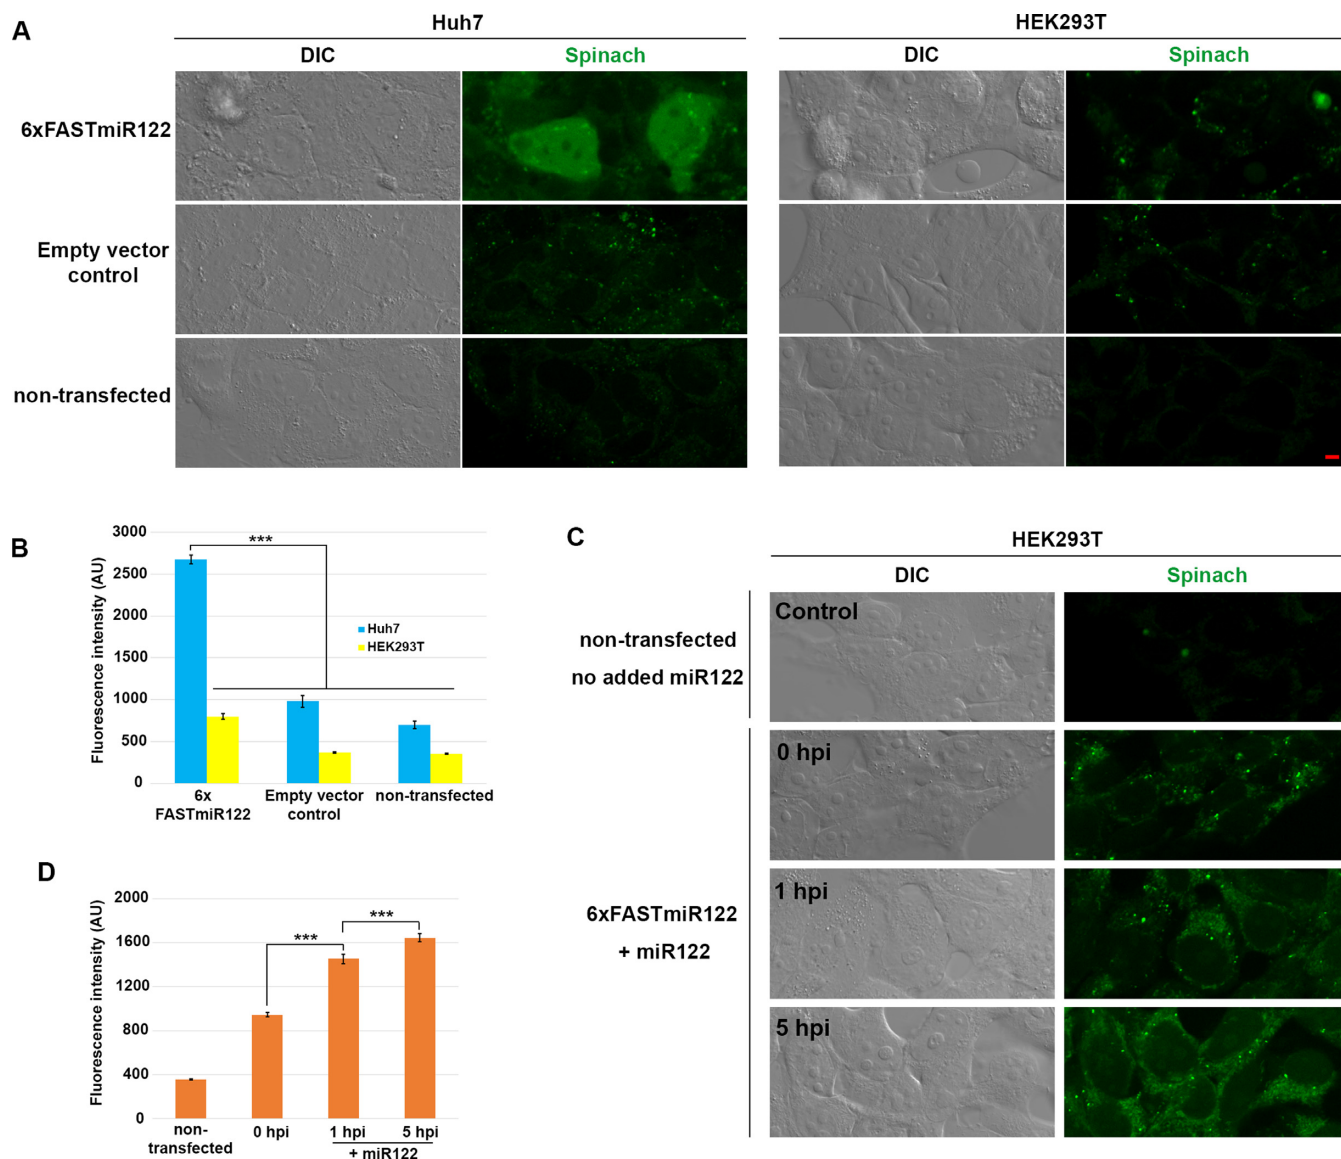 A
Huh7
HEK293T
DIC
Spinach
DIC
Spinach
6xFASTmiR122
Empty vector
control
non-transfected
B
Fluorescence intensity (AU)
3000
2500
2000
1500
1000
500
0
***
Huh7
HEK293T
6x
FASTmiR122
Empty vector
control
non-transfected
C
HEK293T
DIC
Spinach
non-transfected
no added miR122
Control
6xFASTmiR122
+ miR122
0 hpi
1 hpi
5 hpi
D
Fluorescence intensity (AU)
2000
1600
1200
800
400
0
***
***
non-
transfected
0 hpi
1 hpi
5 hpi
+ miR122